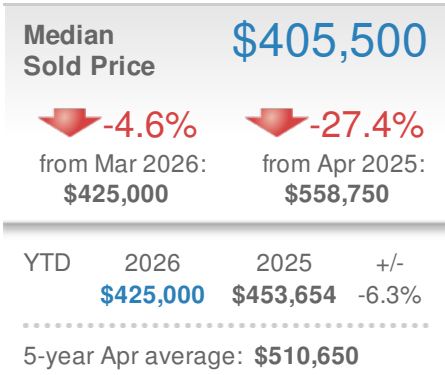 Median
Sold Price
$405,500
-4.6% -27.4%
from Mar 2026: from Apr 2025:
$425,000 $558,750
YTD 2026 2025 +/-
$425,000 $453,654 -6.3%
5-year Apr average: $510,650